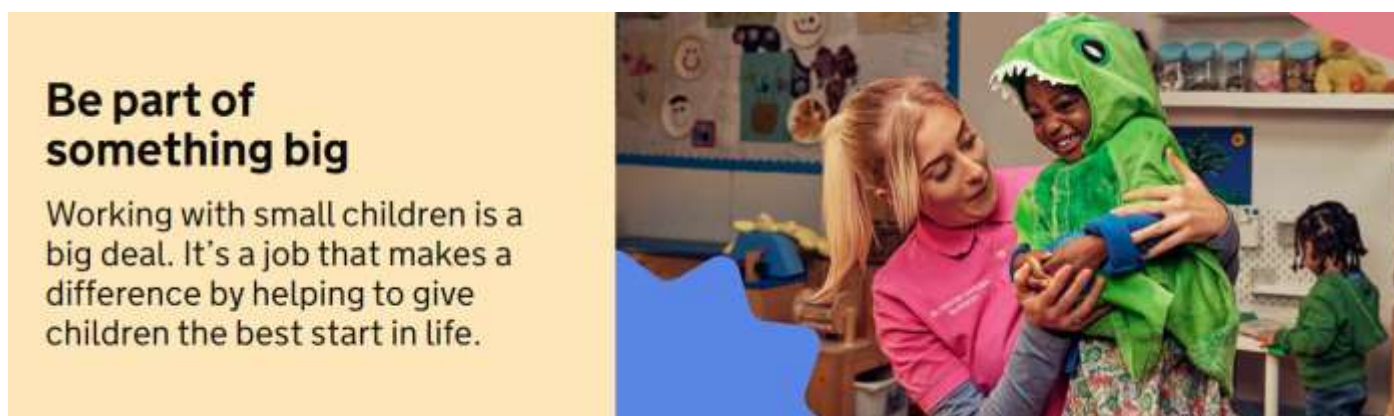 Be part of
something big
Working with small children is a
big deal. It's a job that makes a
difference by helping to give
children the best start in life.